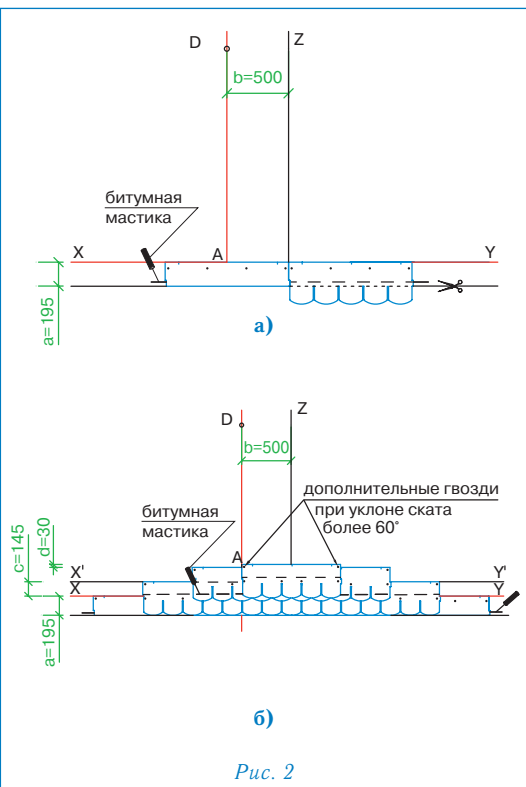 D
Z
b=500
битумная
мастика
X
A
Y
a=195
а)
D
Z
b=500
дополнительные гвозди
при уклоне ската
более 60°
битумная
мастика
d=30
c=145
A
X'
Y'
X
Y
a=195
б)
Рис. 2